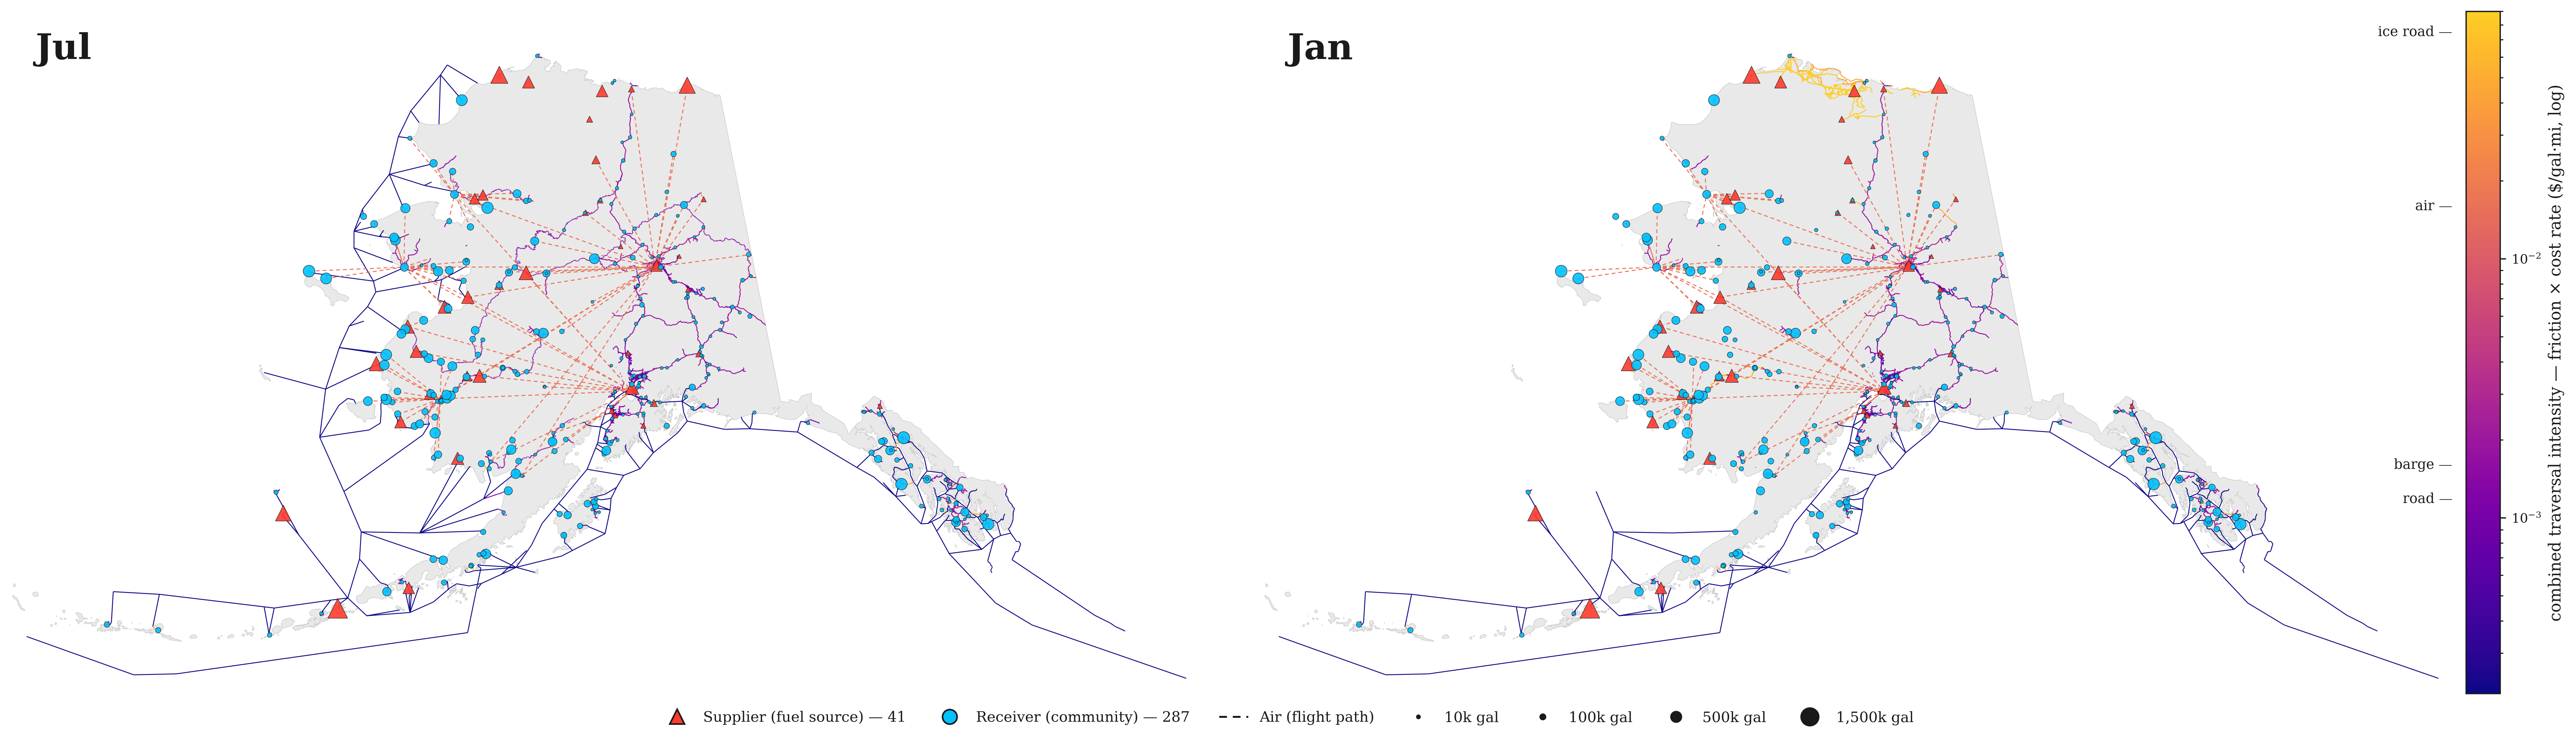 Jul
Jan
ice road —
air —
barge —
road —
10⁻²
10⁻³
combined traversal intensity — friction × cost rate ($/gal·mi, log)
Supplier (fuel source) — 41
Receiver (community) — 287
Air (flight path)
10k gal
100k gal
500k gal
1,500k gal